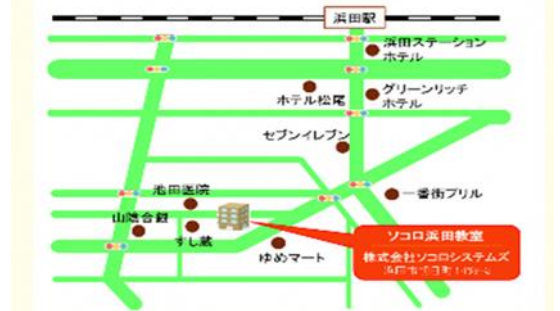 浜田駅
浜田ステーション
ホテル
ホテル松尾
グリーンリッチ
ホテル
セブンイレブン
池田医院
一番街ブリル
山陰合銀
すし蔵
ゆめマート
ソコロ浜田教室
株式会社ソコロシステムズ